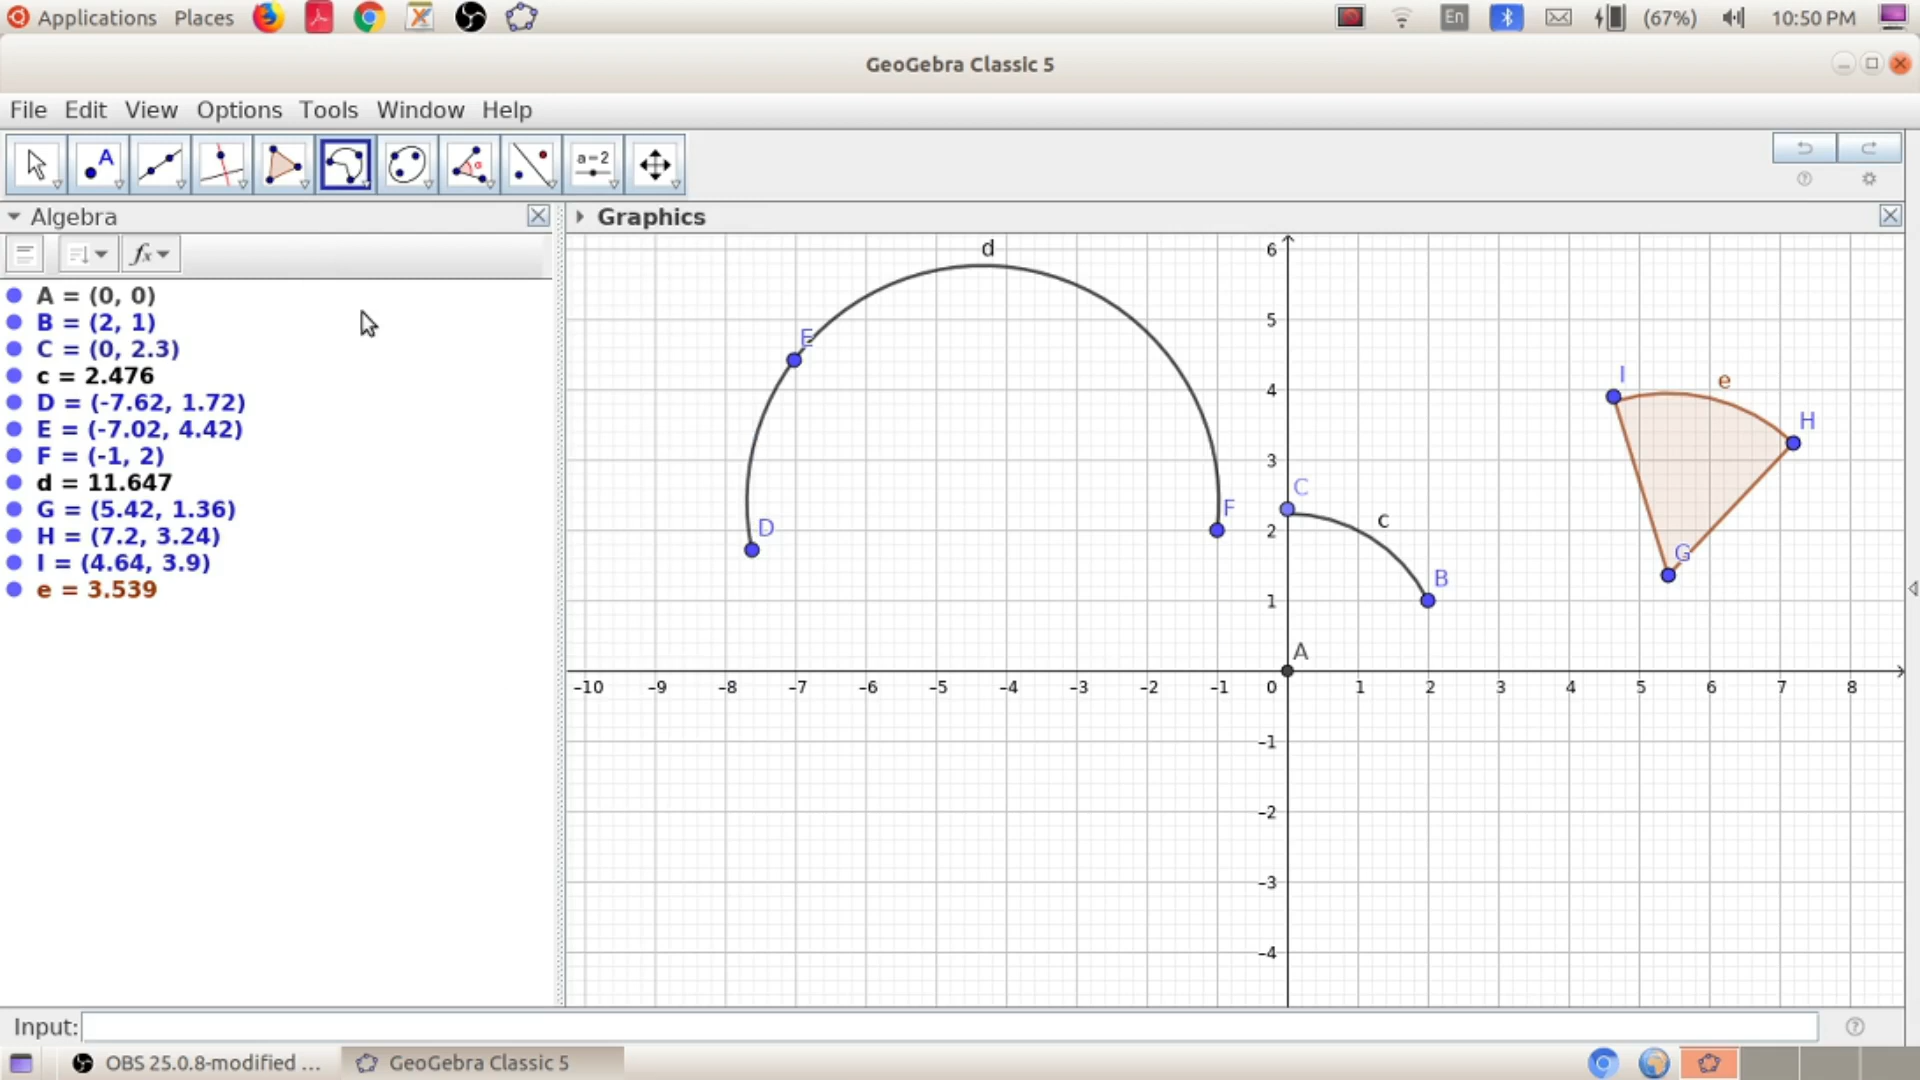 Applications Places En (67%) 10:50 PM
GeoGebra Classic 5
File Edit View Options Tools Window Help
A a=2
Algebra
Graphics
fx
A = (0, 0)
B = (2, 1)
C = (0, 2.3)
c = 2.476
D = (-7.62, 1.72)
E = (-7.02, 4.42)
F = (-1, 2)
d = 11.647
G = (5.42, 1.36)
H = (7.2, 3.24)
I = (4.64, 3.9)
e = 3.539
d
6
E
5
I e
4
H
3
C
F c
2
D
G
B
1
A
-10 -9 -8 -7 -6 -5 -4 -3 -2 -1 0 1 2 3 4 5 6 7 8
-1
-2
-3
-4
Input:
OBS 25.0.8-modified ... GeoGebra Classic 5